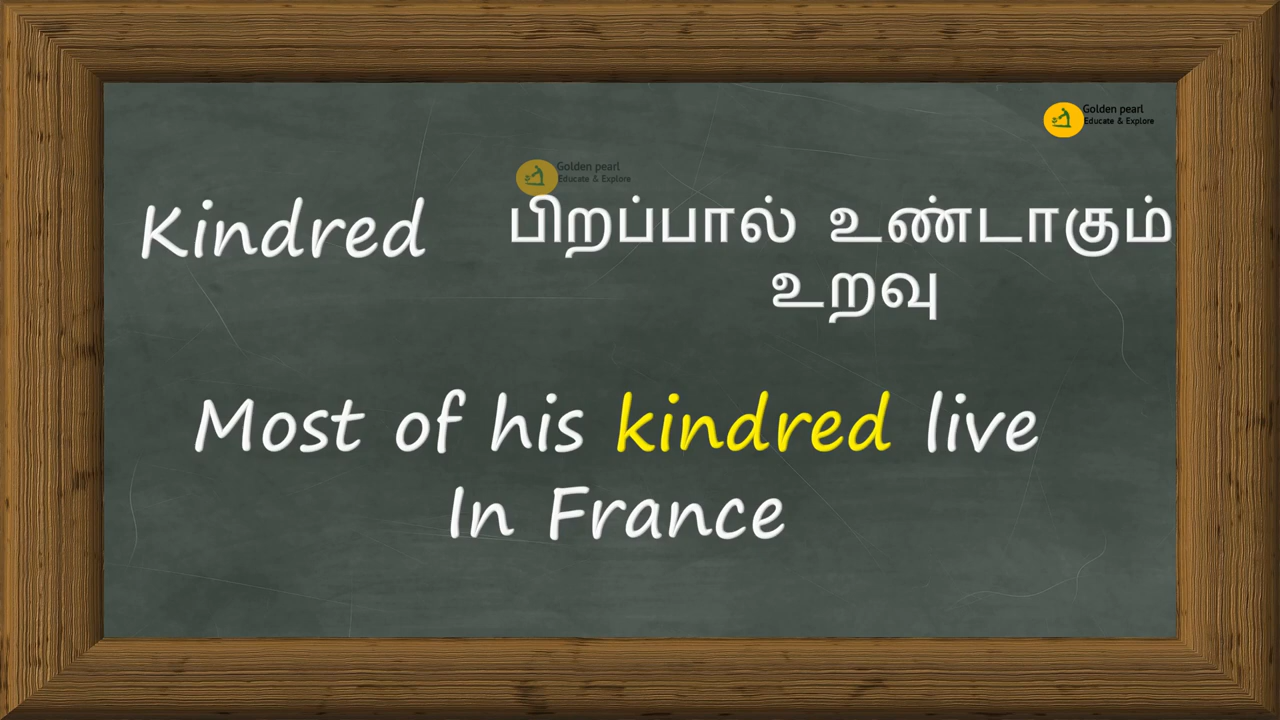 Golden pearl
Educate & Explore
Golden pearl
Educate & Explore
Kindred
பிறப்பால் உண்டாகும்
உறவு
Most of his kindred live
In France